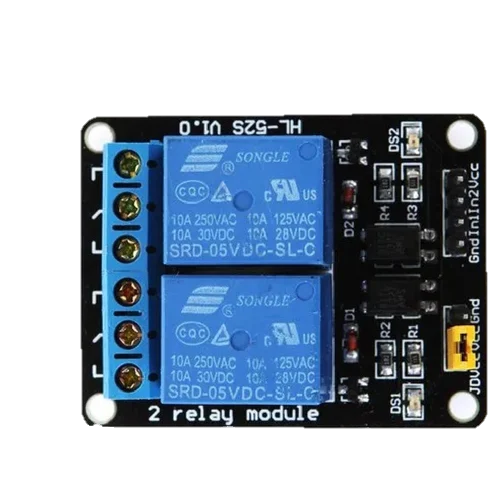 HL-52S V1.0
DS2
SONGLE
CQC
C US
10A 250VAC 10A 125VAC
10A 30VDC 10A 28VDC
SRD-05VDC-SL-C
D2
R4
R3
GndIn1In2Vcc
SONGLE
CQC
C US
10A 250VAC 10A 125VAC
10A 30VDC 10A 28VDC
SRD-05VDC-SL-C
D1
R2
R1
JDVccVccGnd
DS1
2 relay module